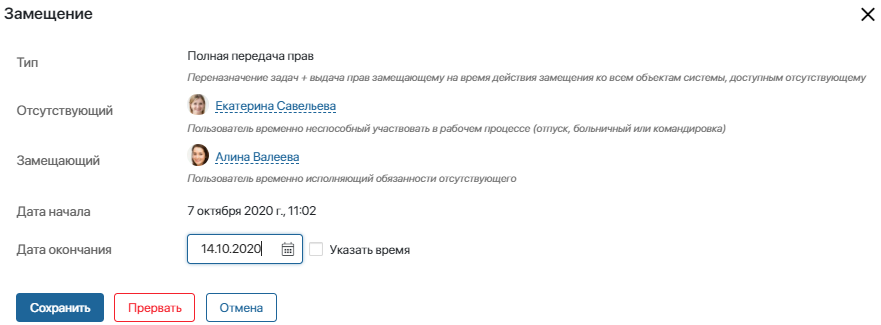 Замещение
Тип
Полная передача прав
Переназначение задач + выдача прав замещающему на время действия замещения ко всем объектам системы, доступным отсутствующему
Отсутствующий
Екатерина Савельева
Пользователь временно неспособный участвовать в рабочем процессе (отпуск, больничный или командировка)
Замещающий
Алина Валеева
Пользователь временно исполняющий обязанности отсутствующего
Дата начала
7 октября 2020 г., 11:02
Дата окончания
14.10.2020
Указать время
Сохранить
Прервать
Отмена